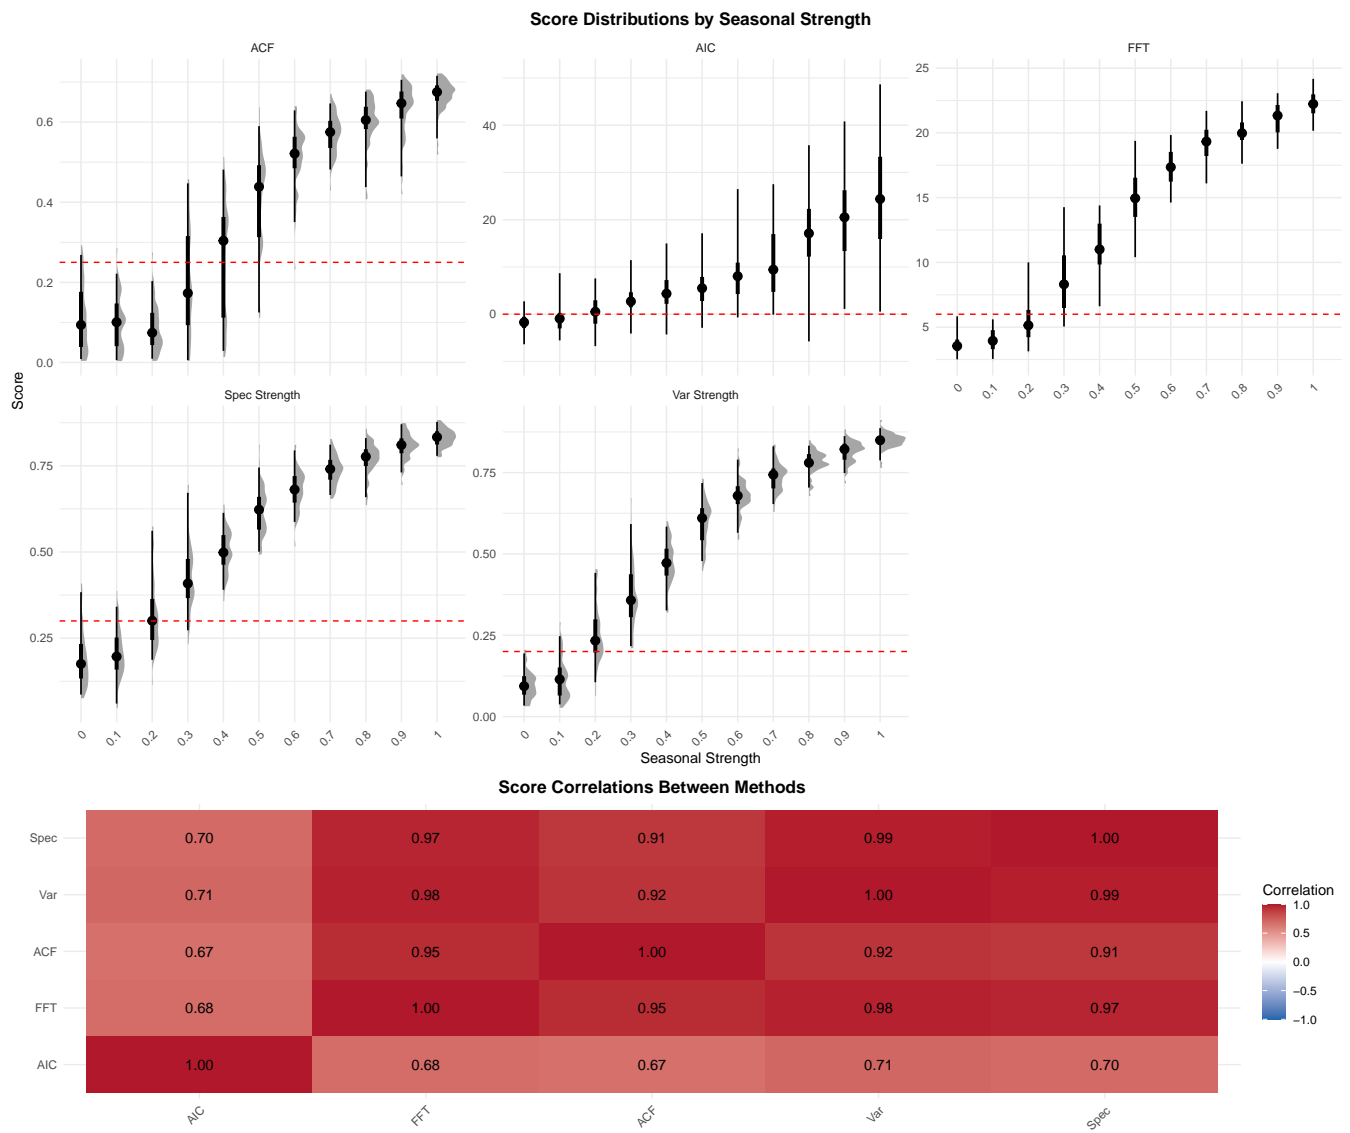 Score Distributions by Seasonal Strength
ACF
AIC
FFT
0.6
0.4
0.2
0.0
40
20
0
25
20
15
10
5
0 0.1 0.2 0.3 0.4 0.5 0.6 0.7 0.8 0.9 1
Score
Spec Strength
Var Strength
0.75
0.50
0.25
0.75
0.50
0.25
0.00
0 0.1 0.2 0.3 0.4 0.5 0.6 0.7 0.8 0.9 1
0 0.1 0.2 0.3 0.4 0.5 0.6 0.7 0.8 0.9 1
Seasonal Strength
Score Correlations Between Methods
Spec 0.70 0.97 0.91 0.99 1.00
Var 0.71 0.98 0.92 1.00 0.99
ACF 0.67 0.95 1.00 0.92 0.91
FFT 0.68 1.00 0.95 0.98 0.97
AIC 1.00 0.68 0.67 0.71 0.70
AIC FFT ACF Var Spec
Correlation
1.0
0.5
0.0
−0.5
−1.0